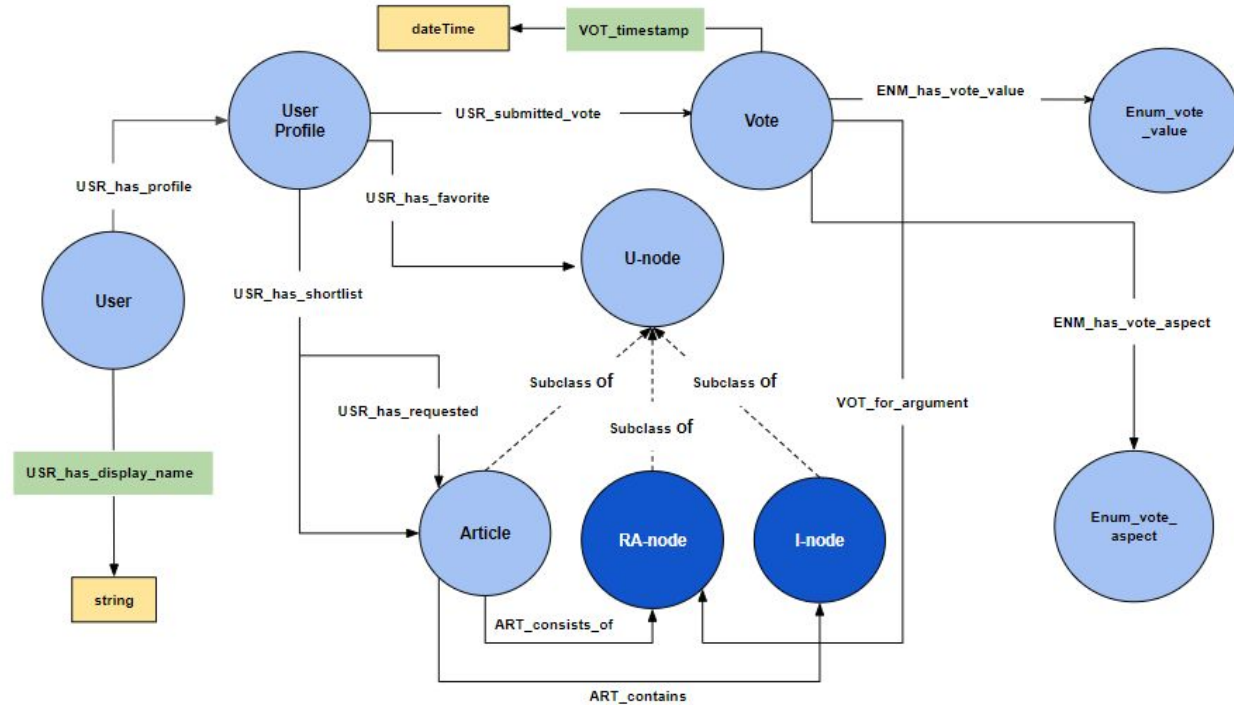 dateTime
VOT_timestamp
User
Profile
USR_submitted_vote
Vote
ENM_has_vote_value
Enum_vote
_value
USR_has_profile
USR_has_favorite
U-node
User
USR_has_shortlist
ENM_has_vote_aspect
Subclass of
Subclass of
VOT_for_argument
USR_has_requested
Subclass of
USR_has_display_name
Article
RA-node
I-node
Enum_vote_
aspect
string
ART_consists_of
ART_contains